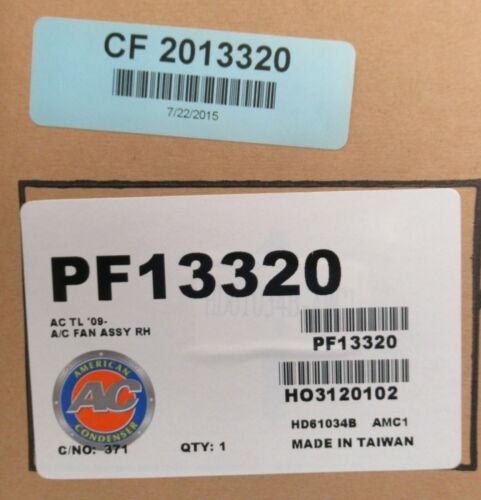 CF 2013320
7/22/2015
PF13320
AC TL '09-
A/C FAN ASSY RH
PF13320
HO3120102
AMERICAN
AC
CONDENSER
HD61034B AMC1
C/NO: 371 QTY: 1 MADE IN TAIWAN